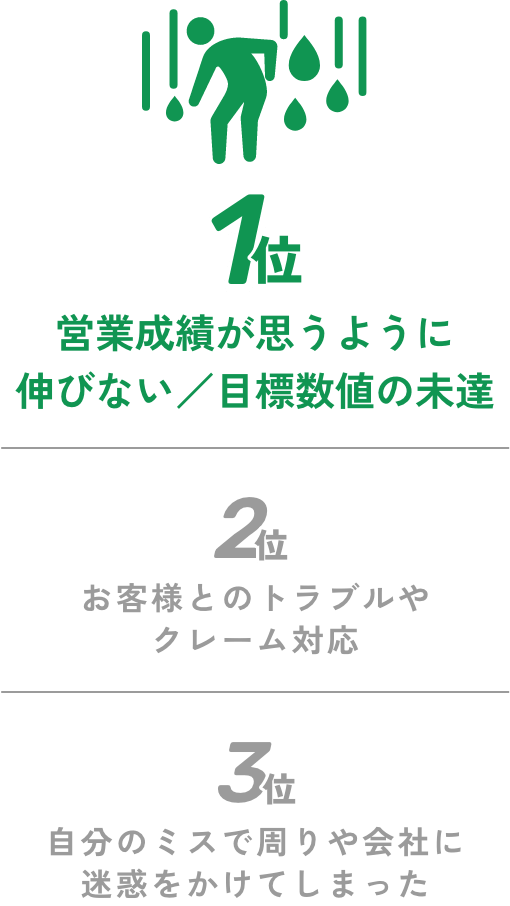 1位
営業成績が思うように
伸びない／目標数値の未達
2位
お客様とのトラブルや
クレーム対応
3位
自分のミスで周りや会社に
迷惑をかけてしまった